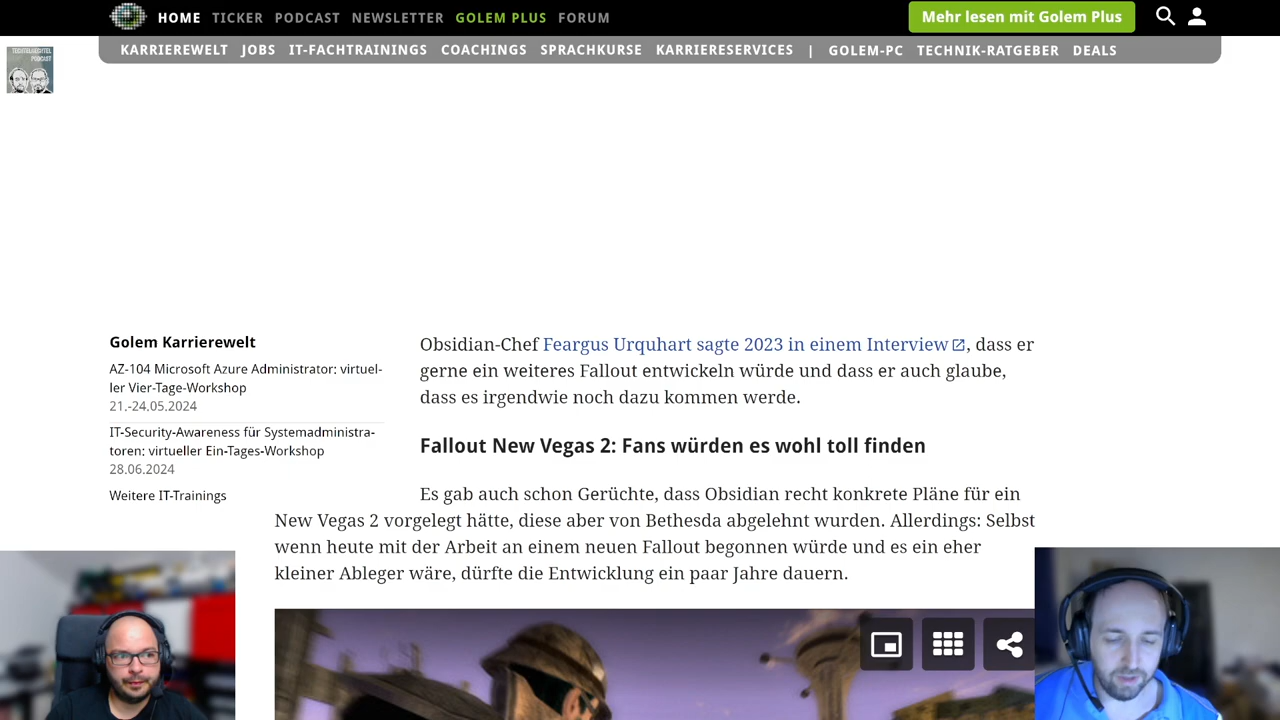 HOME TICKER PODCAST NEWSLETTER GOLEM PLUS FORUM
Mehr lesen mit Golem Plus
KARRIEREWELT JOBS IT-FACHTRAININGS COACHINGS SPRACHKURSE KARRIERESERVICES | GOLEM-PC TECHNIK-RATGEBER DEALS
PODCAST
Golem Karrierewelt
AZ-104 Microsoft Azure Administrator: virtuel-
ler Vier-Tage-Workshop
21.-24.05.2024
IT-Security-Awareness für Systemadministra-
toren: virtueller Ein-Tages-Workshop
28.06.2024
Weitere IT-Trainings
Obsidian-Chef Feargus Urquhart sagte 2023 in einem Interview, dass er
gerne ein weiteres Fallout entwickeln würde und dass er auch glaube,
dass es irgendwie noch dazu kommen werde.
Fallout New Vegas 2: Fans würden es wohl toll finden
Es gab auch schon Gerüchte, dass Obsidian recht konkrete Pläne für ein
New Vegas 2 vorgelegt hätte, diese aber von Bethesda abgelehnt wurden. Allerdings: Selbst
wenn heute mit der Arbeit an einem neuen Fallout begonnen würde und es ein eher
kleiner Ableger wäre, dürfte die Entwicklung ein paar Jahre dauern.